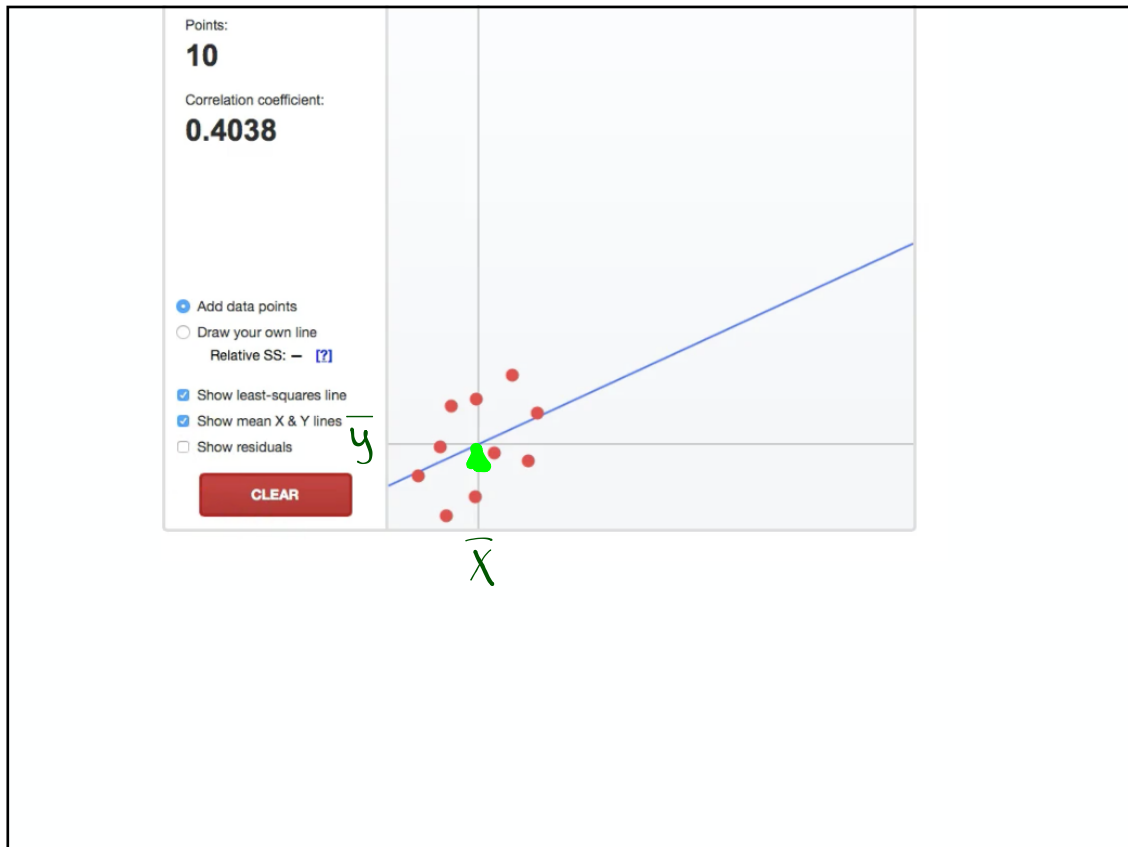 Points:
10
Correlation coefficient:
0.4038
Add data points
Draw your own line
Relative SS: – [?]
Show least-squares line
Show mean X & Y lines
Show residuals
CLEAR
y̅
x̅